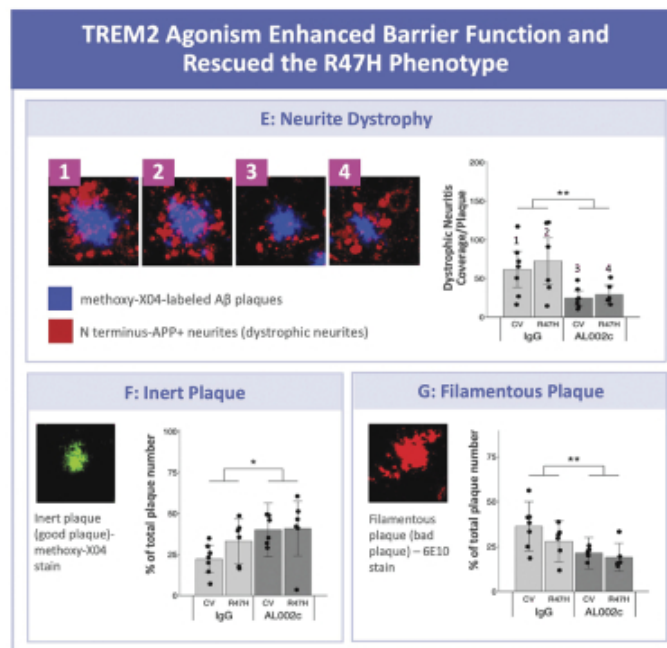 TREM2 Agonism Enhanced Barrier Function and
Rescued the R47H Phenotype
E: Neurite Dystrophy
1 2 3 4
methoxy-X04-labeled Aβ plaques
N terminus-APP+ neurites (dystrophic neurites)
Dystrophic Neuritis
Coverage/Plaque
200
150
100
50
0
**
1 2 3 4
CV R47H CV R47H
IgG AL002c
F: Inert Plaque
Inert plaque
(good plaque)-
methoxy-X04
stain
% of total plaque number
100
75
50
25
0
*
CV R47H CV R47H
IgG AL002c
G: Filamentous Plaque
Filamentous
plaque (bad
plaque) – 6E10
stain
% of total plaque number
75
50
25
0
**
CV R47H CV R47H
IgG AL002c